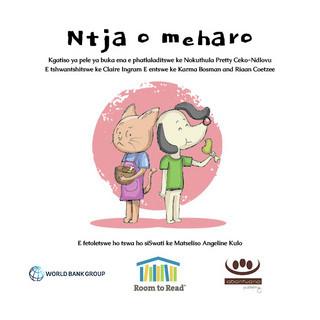 Ntja o meharo
Kgatiso ya pele ya buka ena e phatlaladitswe ke Nokuthula Pretty Ceko-Ndlovu
E tshwantshitswe ke Claire Ingram E entswe ke Karma Bosman and Riaan Coetzee
E fetoletswe ho tswa ho siSwati ke Matseliso Angeline Kulo
WORLD BANK GROUP
Room to Read